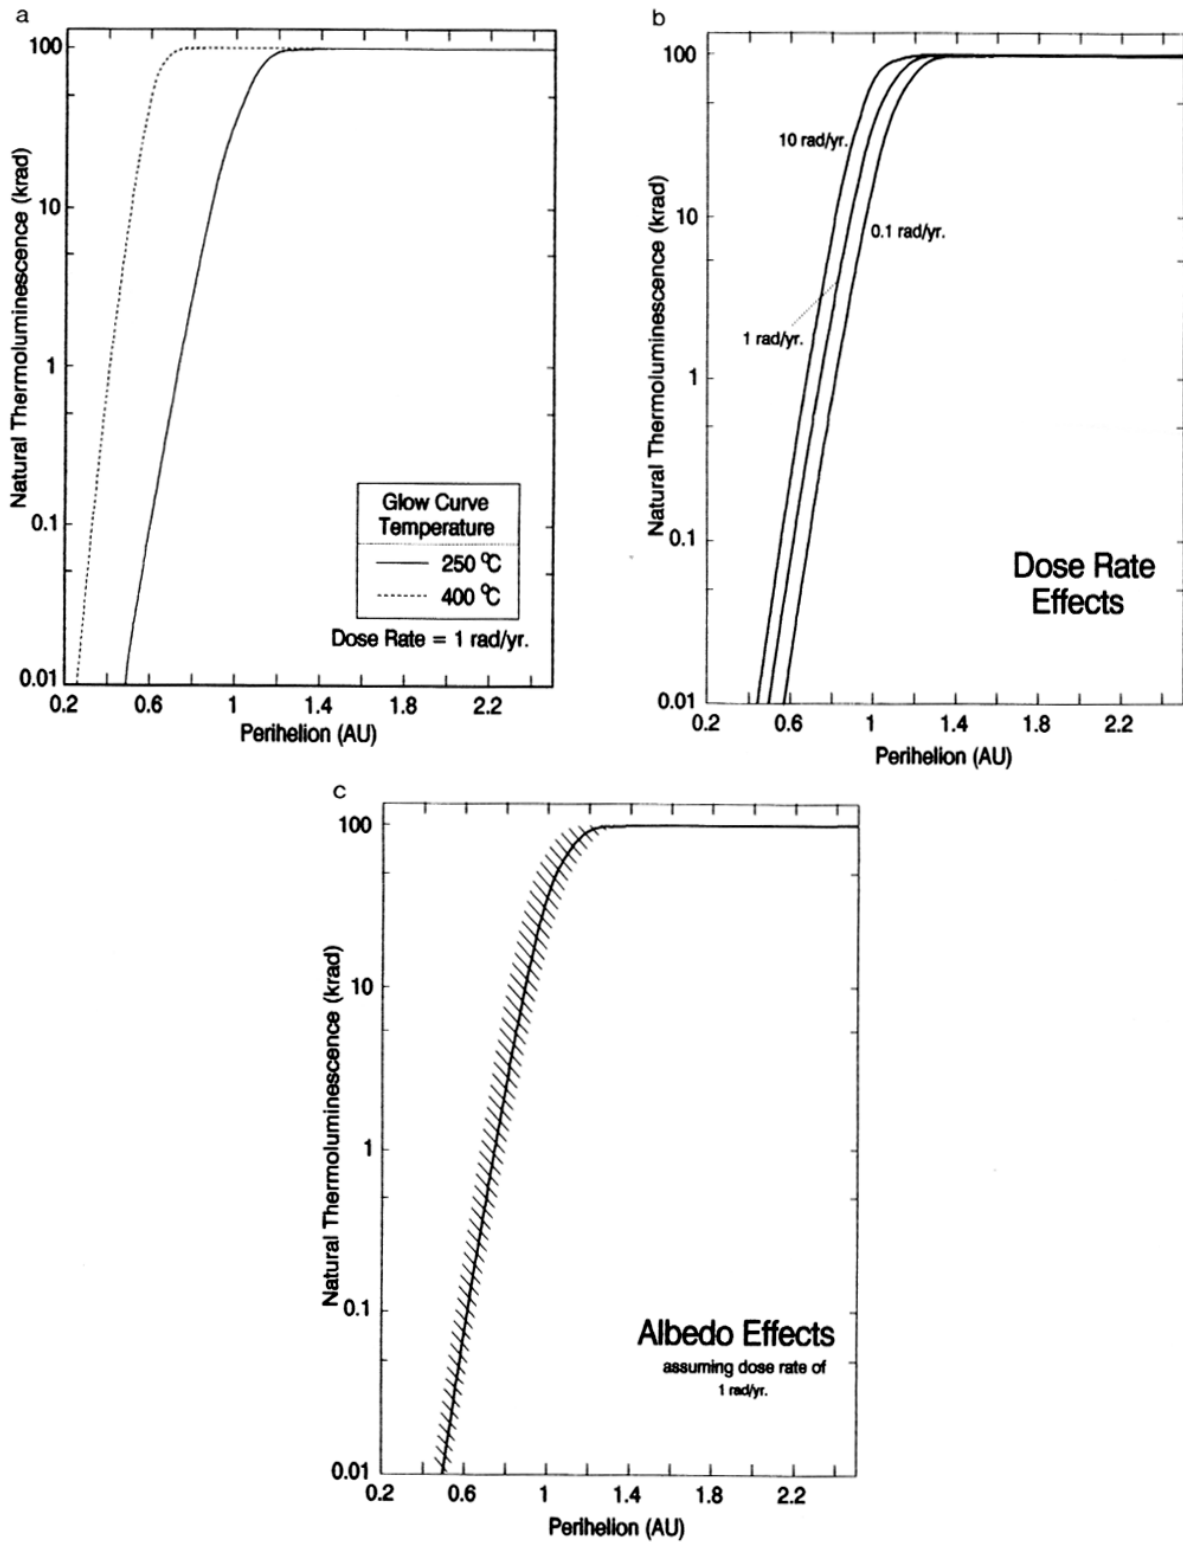 a
100
10
1
0.1
0.01
Natural Thermoluminescence (krad)
Glow Curve
Temperature
250 ºC
400 ºC
Dose Rate = 1 rad/yr.
0.2 0.6 1 1.4 1.8 2.2
Perihelion (AU)
b
100
10
1
0.1
0.01
Natural Thermoluminescence (krad)
10 rad/yr.
0.1 rad/yr.
1 rad/yr.
Dose Rate
Effects
0.2 0.6 1 1.4 1.8 2.2
Perihelion (AU)
c
100
10
1
0.1
0.01
Natural Thermoluminescence (krad)
Albedo Effects
assuming dose rate of
1 rad/yr.
0.2 0.6 1 1.4 1.8 2.2
Perihelion (AU)